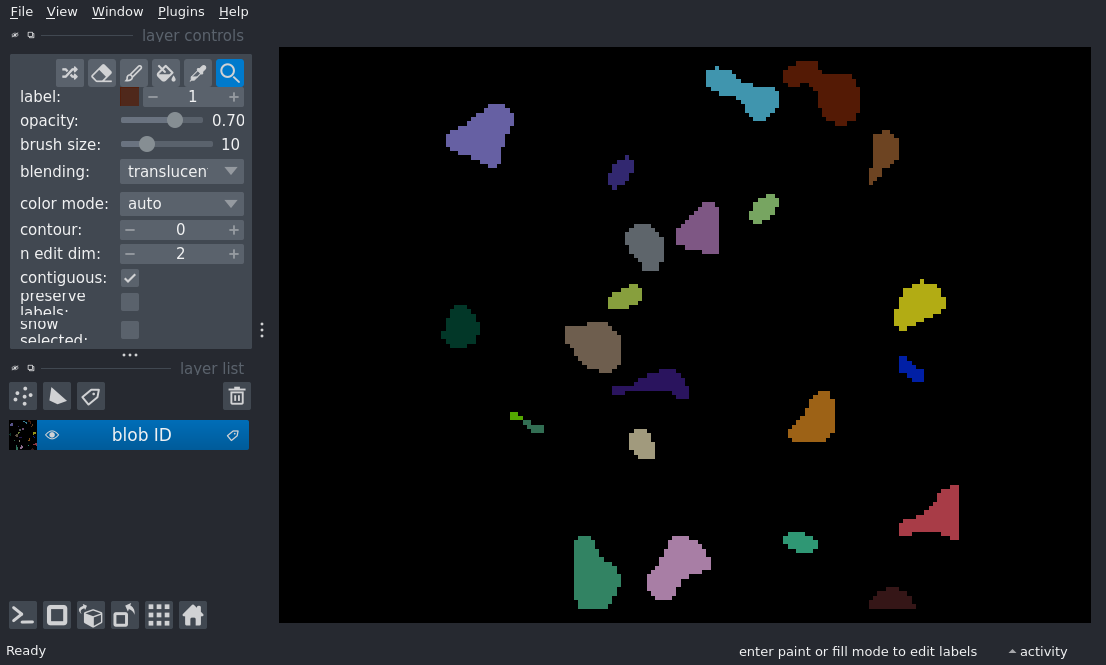 File View Window Plugins Help
layer controls
label: 1
opacity: 0.70
brush size: 10
blending: translucen
color mode: auto
contour: 0
n edit dim: 2
contiguous:
preserve
labels:
show
selected:
layer list
blob ID
Ready
enter paint or fill mode to edit labels
activity